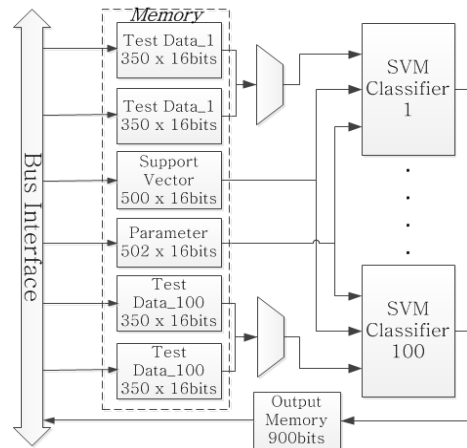 Memory
Test Data_1
350 x 16bits
Test Data_1
350 x 16bits
Support
Vector
500 x 16bits
Parameter
502 x 16bits
Test
Data_100
350 x 16bits
Test
Data_100
350 x 16bits
Bus Interface
SVM
Classifier
1
SVM
Classifier
100
Output
Memory
900bits